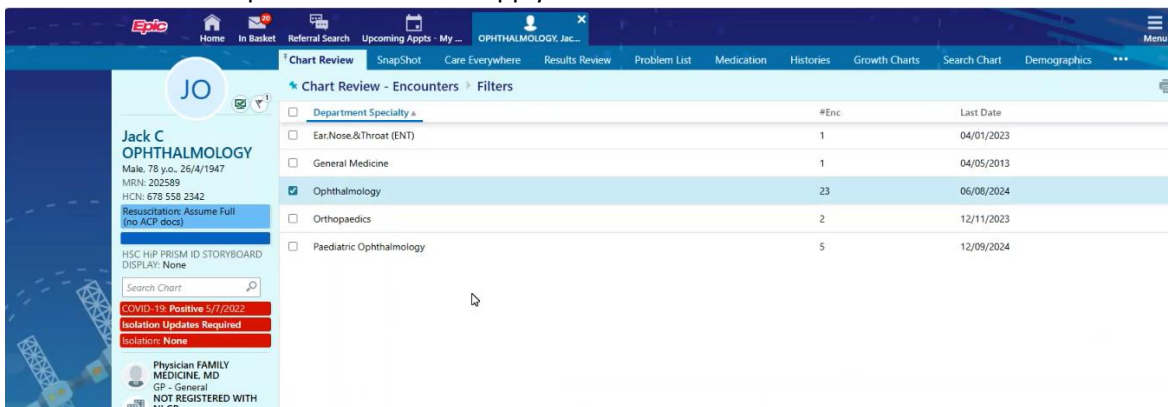 Epic
Home
20
In Basket
Referral Search
Upcoming Appts - My ...
OPHTHALMOLOGY, Jac...
Menu
Chart Review
SnapShot
Care Everywhere
Results Review
Problem List
Medication
Histories
Growth Charts
Search Chart
Demographics
JO
1
Jack C
OPHTHALMOLOGY
Male, 78 y.o., 26/4/1947
MRN: 202589
HCN: 678 558 2342
Resuscitation: Assume Full
(no ACP docs)
HSC HiP PRISM ID STORYBOARD
DISPLAY: None
Search Chart
COVID-19: Positive 5/7/2022
Isolation Updates Required
Isolation: None
Physician FAMILY
MEDICINE, MD
GP - General
NOT REGISTERED WITH
Chart Review - Encounters Filters
Department Specialty #Enc Last Date
Ear,Nose,&Throat (ENT) 1 04/01/2023
General Medicine 1 04/05/2013
Ophthalmology 23 06/08/2024
Orthopaedics 2 12/11/2023
Paediatric Ophthalmology 5 12/09/2024